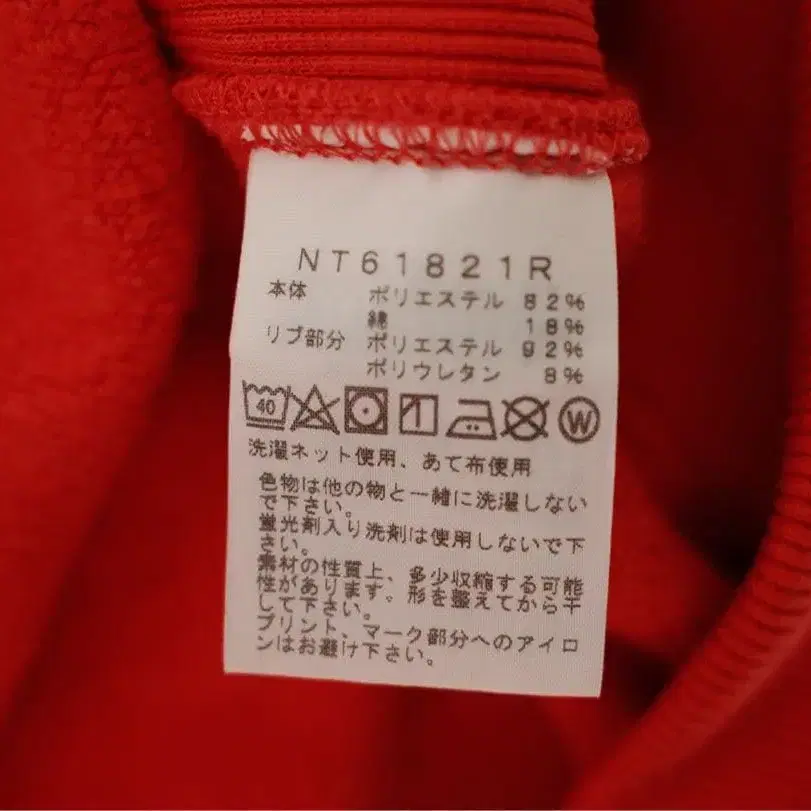 NT61821R
本体 ポリエステル 82%
綿 18%
リブ部分 ポリエステル 92%
ポリウレタン 8%
40 W
洗濯ネット使用、あて布使用
色物は他の物と一緒に洗濯しない
で下さい。
蛍光剤入り洗剤は使用しないで下
さい。
素材の性質上、多少収縮する可能
性があります。形を整えてから干
して下さい。
プリント、マーク部分へのアイロ
ンはお避け下さい。